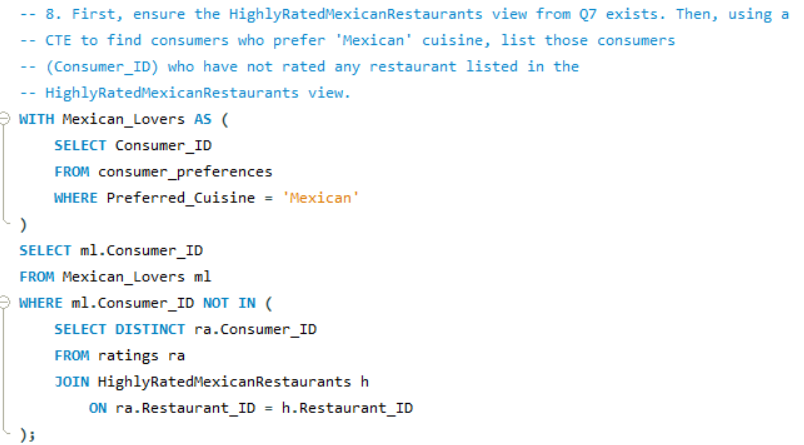 -- 8. First, ensure the HighlyRatedMexicanRestaurants view from Q7 exists. Then, using a
-- CTE to find consumers who prefer 'Mexican' cuisine, list those consumers
-- (Consumer_ID) who have not rated any restaurant listed in the
-- HighlyRatedMexicanRestaurants view.
WITH Mexican_Lovers AS (
    SELECT Consumer_ID
    FROM consumer_preferences
    WHERE Preferred_Cuisine = 'Mexican'
)
SELECT ml.Consumer_ID
FROM Mexican_Lovers ml
WHERE ml.Consumer_ID NOT IN (
    SELECT DISTINCT ra.Consumer_ID
    FROM ratings ra
    JOIN HighlyRatedMexicanRestaurants h
        ON ra.Restaurant_ID = h.Restaurant_ID
);